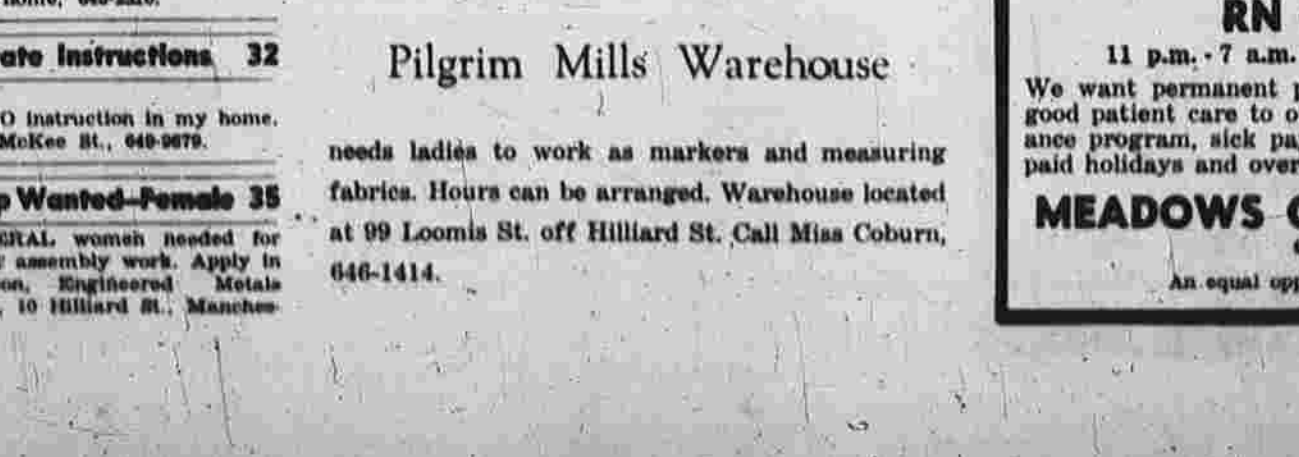 ate Instructions 32
O instruction in my home.
McKee St., 649-9679.
p Wanted—Female 35
ERAL women needed for
assembly work. Apply in
on, Engineered Metals
, 10 Hilliard St., Manches-
Pilgrim Mills Warehouse
needs ladies to work as markers and measuring
fabrics. Hours can be arranged. Warehouse located
at 99 Loomis St. off Hilliard St. Call Miss Coburn,
646-1414.
RN
11 p.m. - 7 a.m.
We want permanent p
good patient care to o
ance program, sick pa
paid holidays and over
MEADOWS C
An equal opp